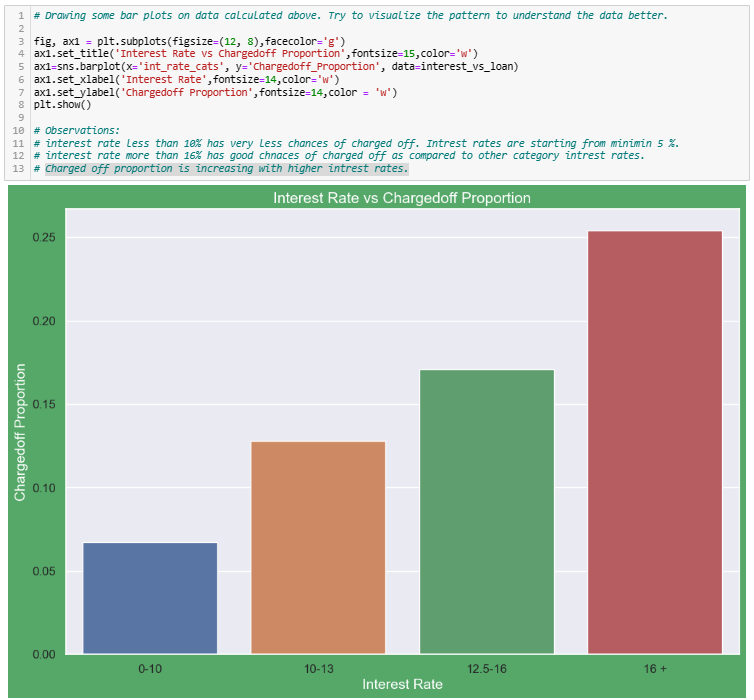 1 # Drawing some bar plots on data calculated above. Try to visualize the pattern to understand the data better.
2
3 fig, ax1 = plt.subplots(figsize=(12, 8),facecolor='g')
4 ax1.set_title('Interest Rate vs Chargedoff Proportion',fontsize=15,color='w')
5 ax1=sns.barplot(x='int_rate_cats', y='Chargedoff_Proportion', data=interest_vs_loan)
6 ax1.set_xlabel('Interest Rate',fontsize=14,color='w')
7 ax1.set_ylabel('Chargedoff Proportion',fontsize=14,color = 'w')
8 plt.show()
9
10 # Observations:
11 # interest rate less than 10% has very less chances of charged off. Intrest rates are starting from minimin 5 %.
12 # interest rate more than 16% has good chnaces of charged off as compared to other category intrest rates.
13 # Charged off proportion is increasing with higher intrest rates.
Interest Rate vs Chargedoff Proportion
Chargedoff Proportion
0.25
0.20
0.15
0.10
0.05
0.00
0-10 10-13 12.5-16 16 +
Interest Rate